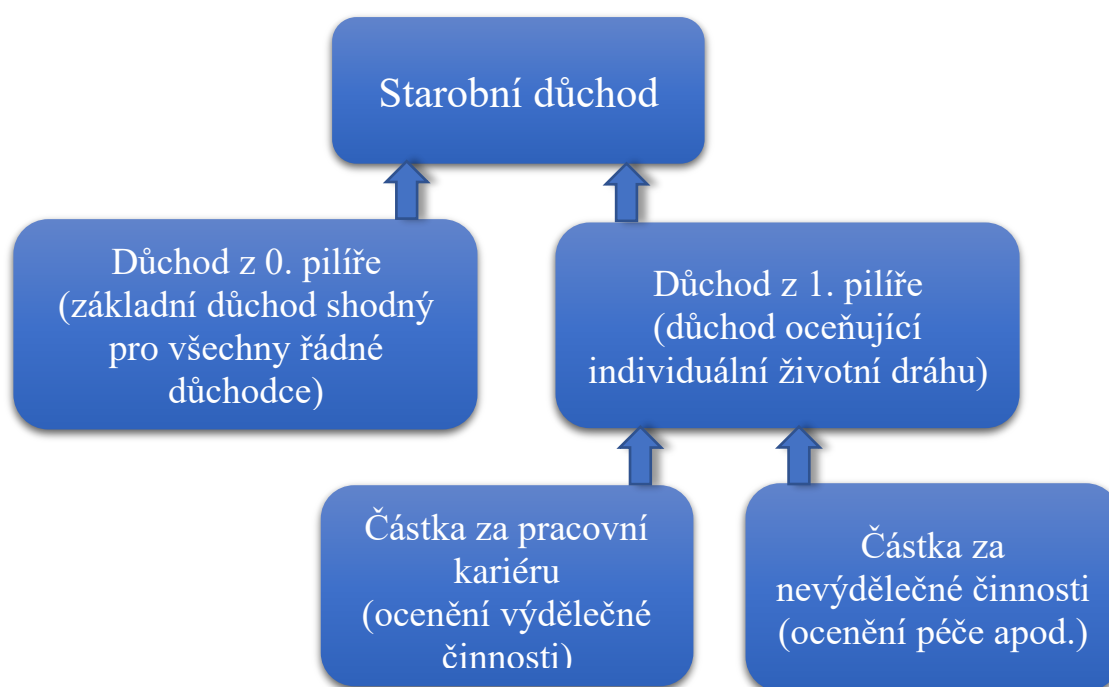 Starobní důchod
Důchod z 0. pilíře
(základní důchod shodný
pro všechny řádné
důchodce)
Důchod z 1. pilíře
(důchod oceňující
individuální životní dráhu)
Částka za pracovní
kariéru
(ocenění výdělečné
činnosti)
Částka za
nevýdělečné činnosti
(ocenění péče apod.)